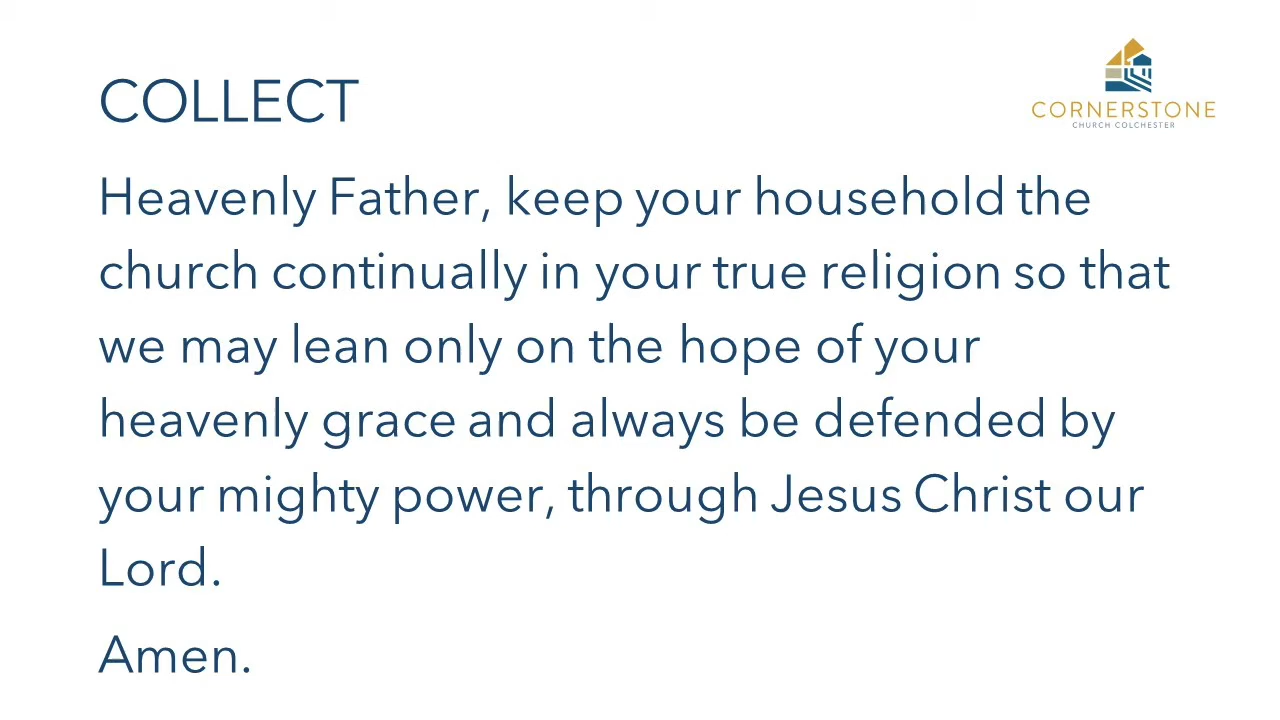 COLLECT
CORNERSTONE
CHURCH COLCHESTER
Heavenly Father, keep your household the
church continually in your true religion so that
we may lean only on the hope of your
heavenly grace and always be defended by
your mighty power, through Jesus Christ our
Lord.
Amen.